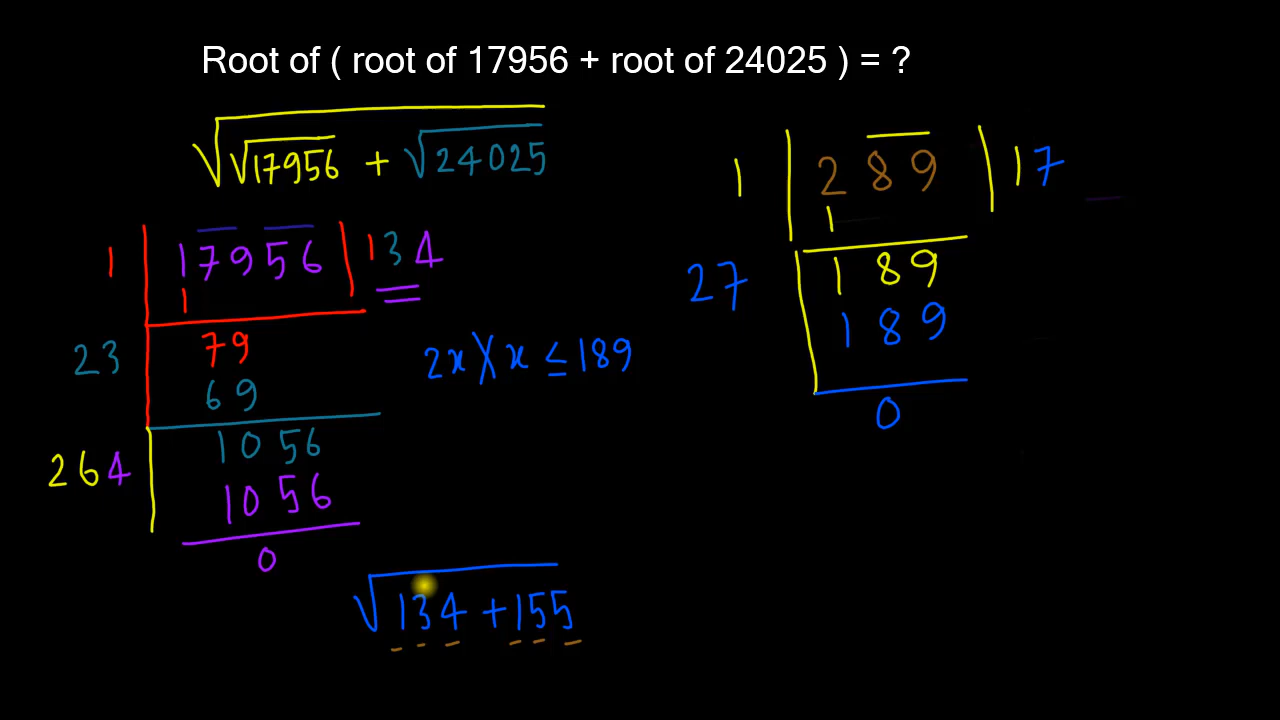 Root of ( root of 17956 + root of 24025 ) = ?
√(√17956 + √24025)
1 | 17956 | 134
1
23 | 79
69
264 | 1056
1056
0
2x)x ≤ 189
√134 + 155
1 | 289 | 17
1
27 | 189
189
0